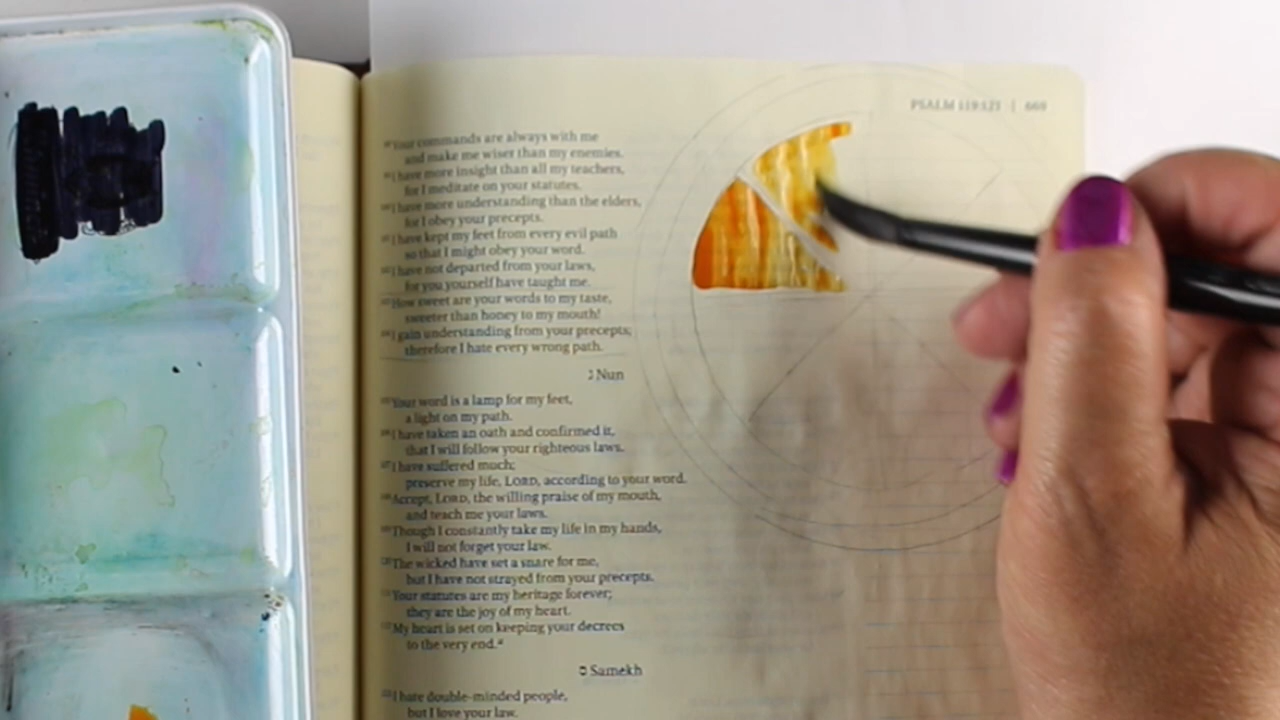 PSALM 119:121 | 669
Your commands are always with me
and make me wiser than my enemies.
I have more insight than all my teachers,
for I meditate on your statutes.
I have more understanding than the elders,
for I obey your precepts.
I have kept my feet from every evil path
so that I might obey your word.
I have not departed from your laws,
for you yourself have taught me.
How sweet are your words to my taste,
sweeter than honey to my mouth!
I gain understanding from your precepts;
therefore I hate every wrong path.
נ Nun
Your word is a lamp for my feet,
a light on my path.
I have taken an oath and confirmed it,
that I will follow your righteous laws.
I have suffered much;
preserve my life, LORD, according to your word.
Accept, LORD, the willing praise of my mouth,
and teach me your laws.
Though I constantly take my life in my hands,
I will not forget your law.
The wicked have set a snare for me,
but I have not strayed from your precepts.
Your statutes are my heritage forever;
they are the joy of my heart.
My heart is set on keeping your decrees
to the very end.
ס Samekh
I hate double-minded people,
but I love your law.